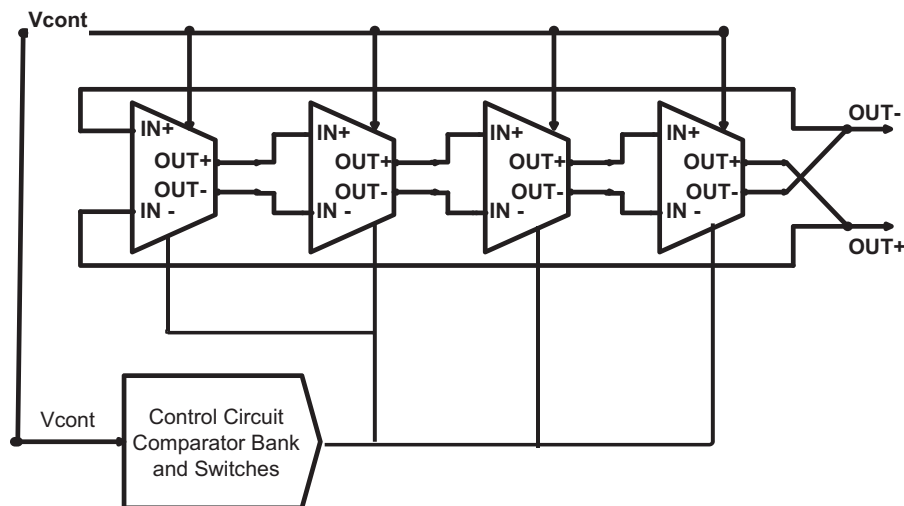 Vcont
OUT-
IN+
IN+
IN+
IN+
OUT+
OUT+
OUT+
OUT+
OUT-
OUT-
OUT-
OUT-
IN -
IN -
IN -
IN -
OUT+
Vcont
Control Circuit
Comparator Bank
and Switches